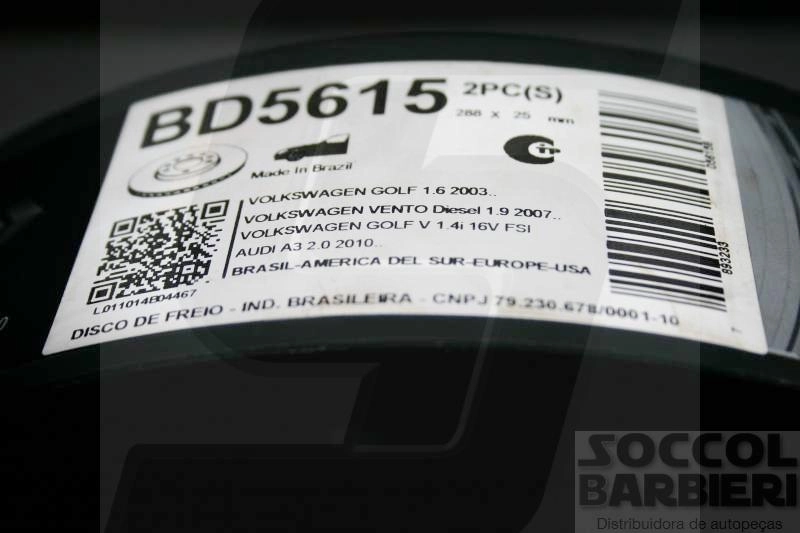 BD5615 2PC(S)
288 x 25 mm
Made In Brazil
VOLKSWAGEN GOLF 1.6 2003..
VOLKSWAGEN VENTO Diesel 1.9 2007..
VOLKSWAGEN GOLF V 1.4i 16V FSI
AUDI A3 2.0 2010..
BRASIL-AMERICA DEL SUR-EUROPE-USA
L011014B04467
DISCO DE FREIO - IND. BRASILEIRA - CNPJ 79.230.678/0001-10
893233
SOCCOL
BARBIERI
Distribuidora de autopeças